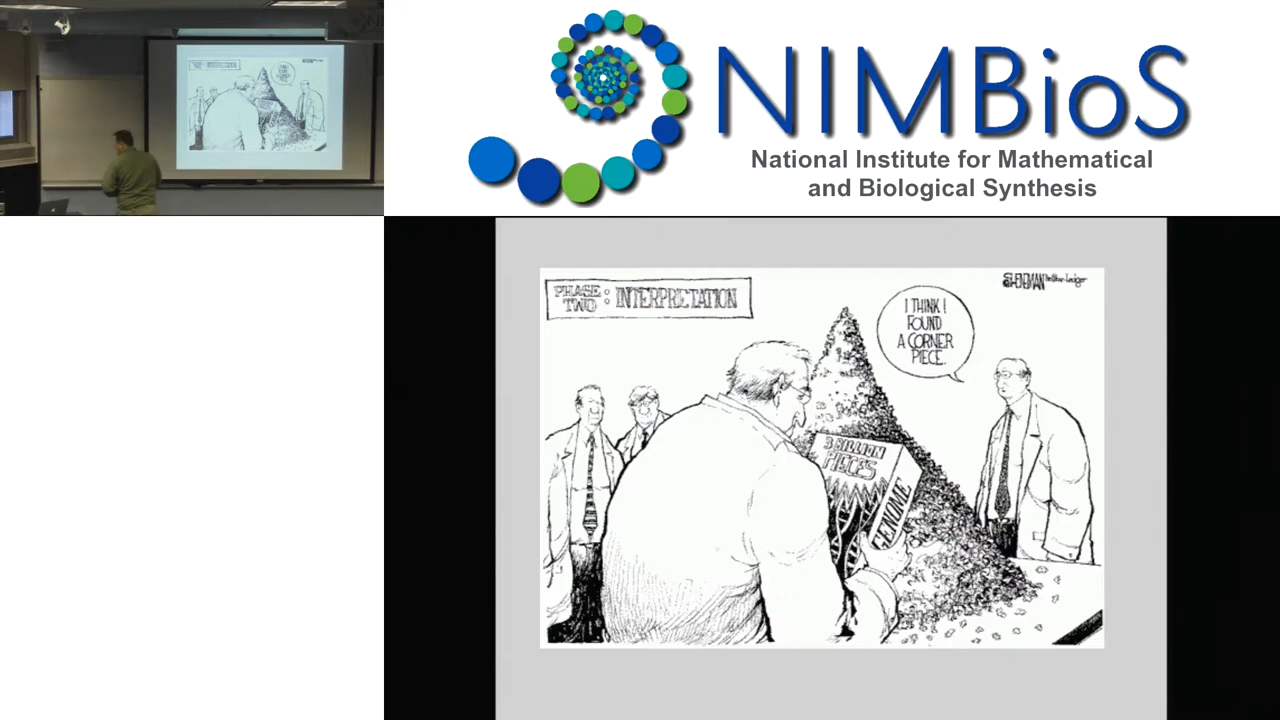 NIMBioS
National Institute for Mathematical
and Biological Synthesis
PHASE
TWO: INTERPRETATION
I THINK I
FOUND
A CORNER
PIECE.
3 BILLION
PIECES
GENOME